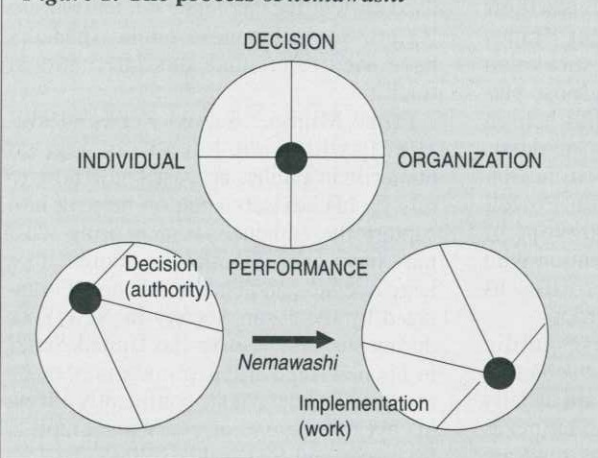 Figure 1. The process of nemawashi
DECISION
INDIVIDUAL
ORGANIZATION
Decision
(authority)
PERFORMANCE
Nemawashi
Implementation
(work)